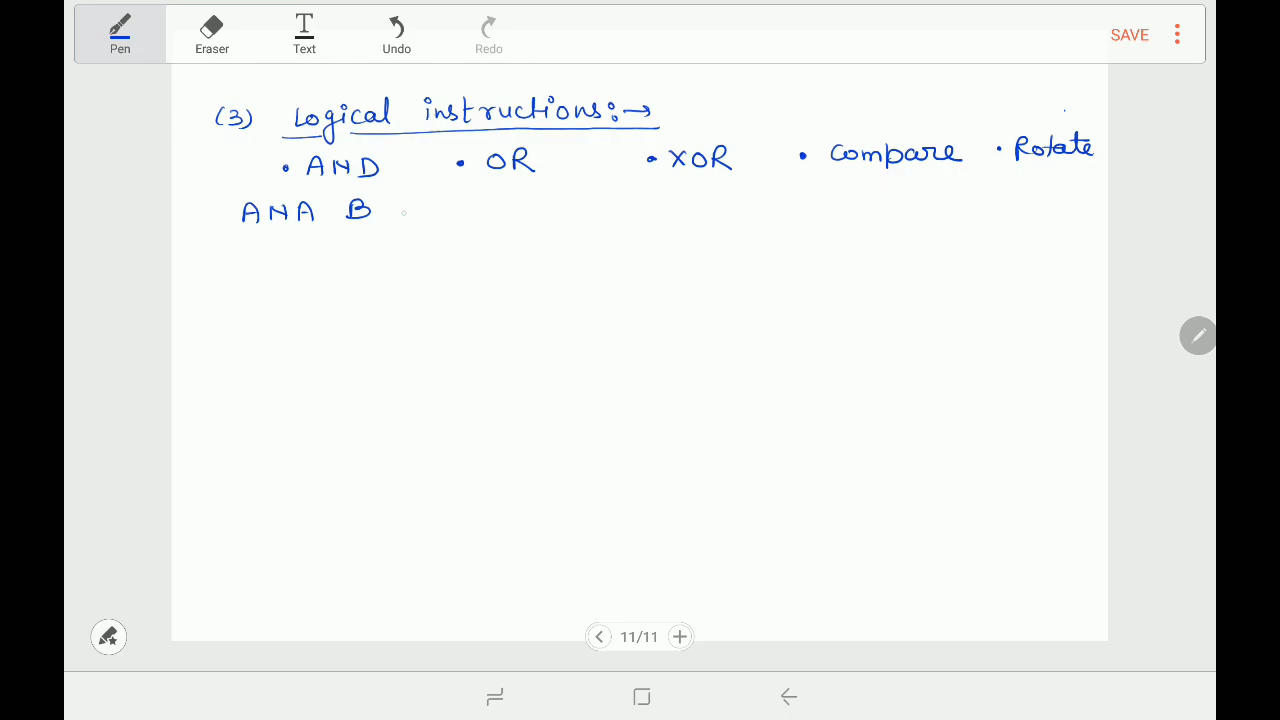 Pen Eraser Text Undo Redo SAVE
(3) Logical instructions:→
• AND • OR • XOR • Compare • Rotate
ANA B
11/11